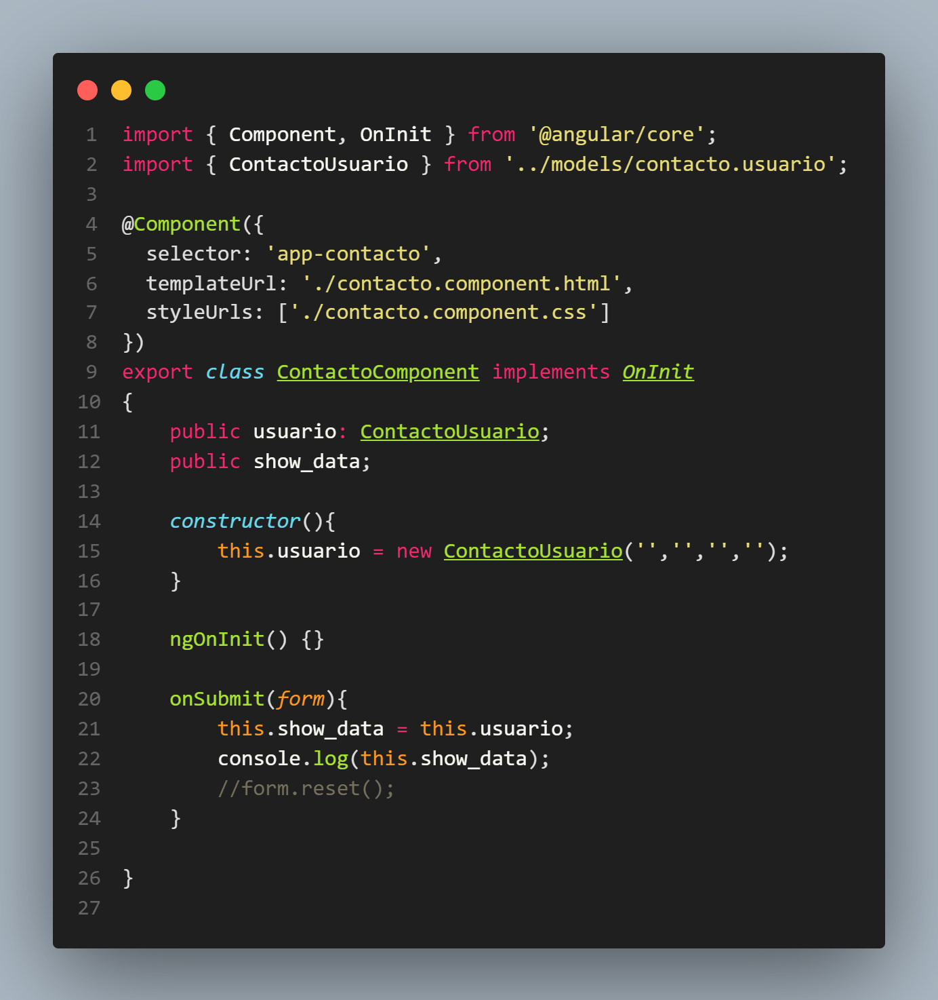 1 import { Component, OnInit } from '@angular/core';
2 import { ContactoUsuario } from '../models/contacto.usuario';
3
4 @Component({
5   selector: 'app-contacto',
6   templateUrl: './contacto.component.html',
7   styleUrls: ['./contacto.component.css']
8 })
9 export class ContactoComponent implements OnInit
10 {
11     public usuario: ContactoUsuario;
12     public show_data;
13
14     constructor(){
15         this.usuario = new ContactoUsuario('','','','');
16     }
17
18     ngOnInit() {}
19
20     onSubmit(form){
21         this.show_data = this.usuario;
22         console.log(this.show_data);
23         //form.reset();
24     }
25
26 }
27